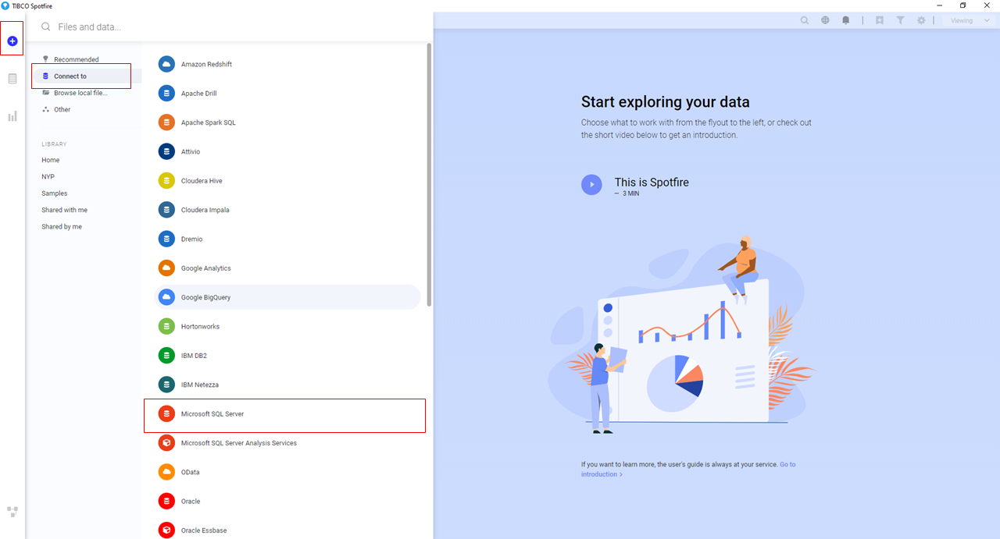 TIBCO Spotfire
Files and data...
Viewing
Recommended
Connect to
Browse local file...
Other
LIBRARY
Home
NYP
Samples
Shared with me
Shared by me
Amazon Redshift
Apache Drill
Apache Spark SQL
Attivio
Cloudera Hive
Cloudera Impala
Dremio
Google Analytics
Google BigQuery
Hortonworks
IBM DB2
IBM Netezza
Microsoft SQL Server
Microsoft SQL Server Analysis Services
OData
Oracle
Oracle Essbase
Start exploring your data
Choose what to work with from the flyout to the left, or check out
the short video below to get an introduction.
This is Spotfire
— 3 MIN
If you want to learn more, the user's guide is always at your service. Go to
introduction >